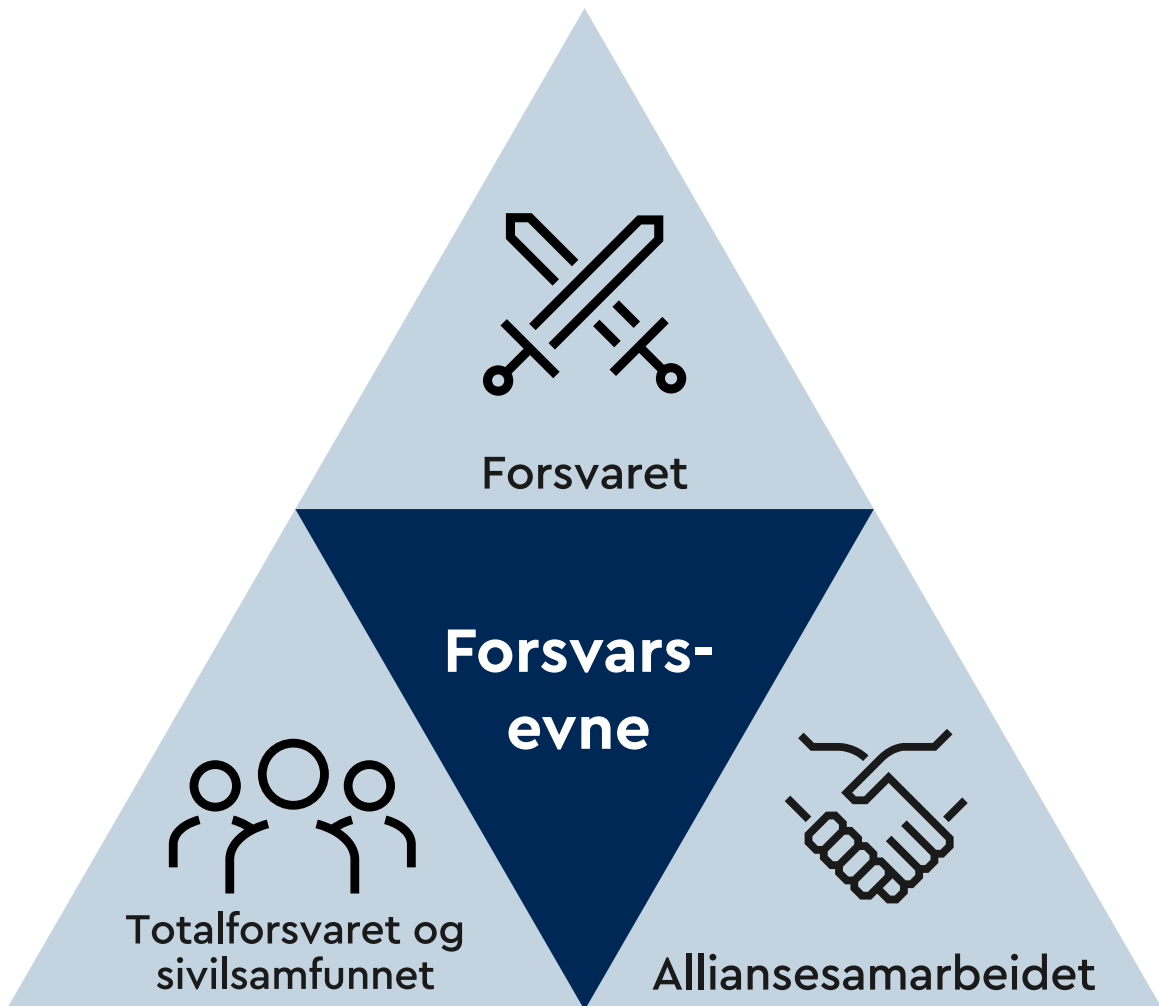 Forsvaret
Forsvars-
evne
Totalforsvaret og
sivilsamfunnet
Alliansesamarbeidet